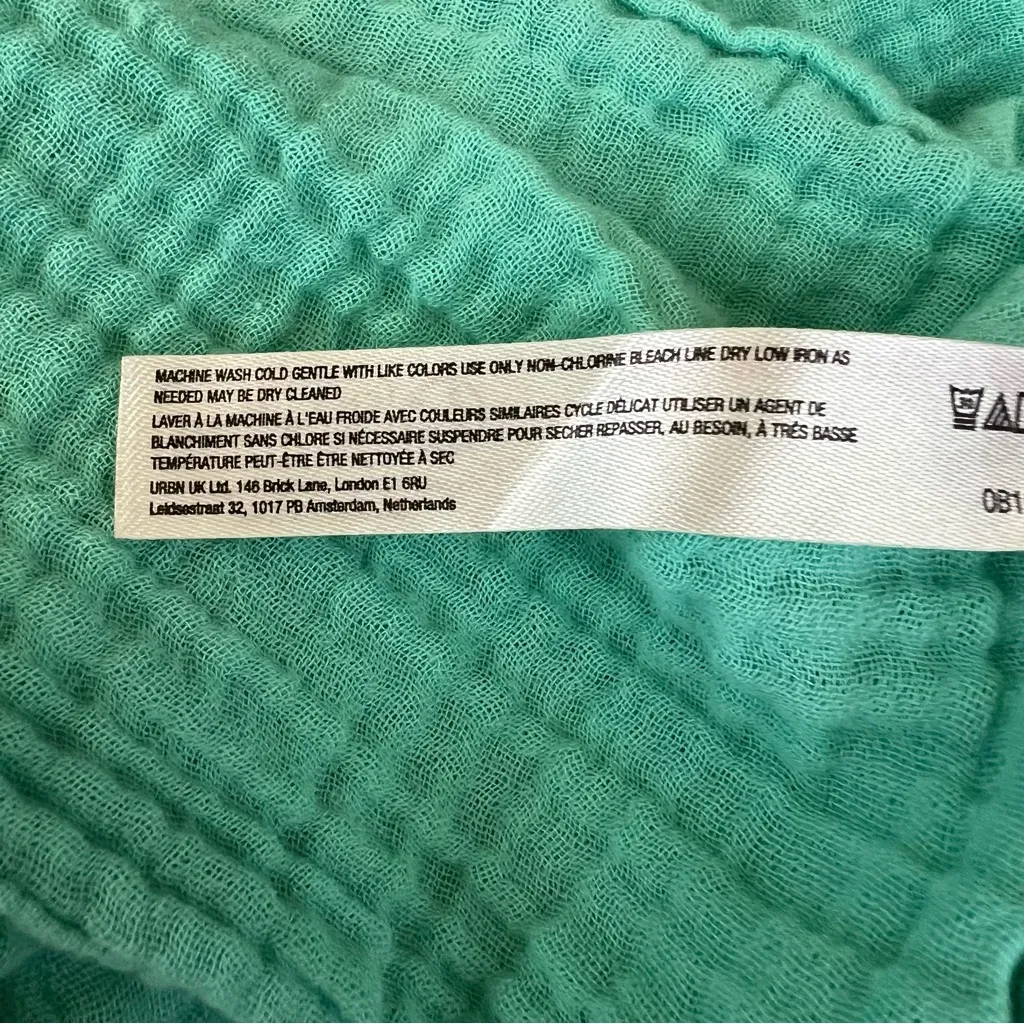 MACHINE WASH COLD GENTLE WITH LIKE COLORS USE ONLY NON-CHLORINE BLEACH LINE DRY LOW IRON AS
NEEDED MAY BE DRY CLEANED
LAVER À LA MACHINE À L'EAU FROIDE AVEC COULEURS SIMILAIRES CYCLE DÉLICAT UTILISER UN AGENT DE
BLANCHIMENT SANS CHLORE SI NÉCESSAIRE SUSPENDRE POUR SECHER REPASSER, AU BESOIN, À TRÉS BASSE
TEMPÉRATURE PEUT-ÊTRE ÊTRE NETTOYÉE À SEC
URBN UK Ltd. 146 Brick Lane, London E1 6RU
Leidsestraat 32, 1017 PB Amsterdam, Netherlands
0B1